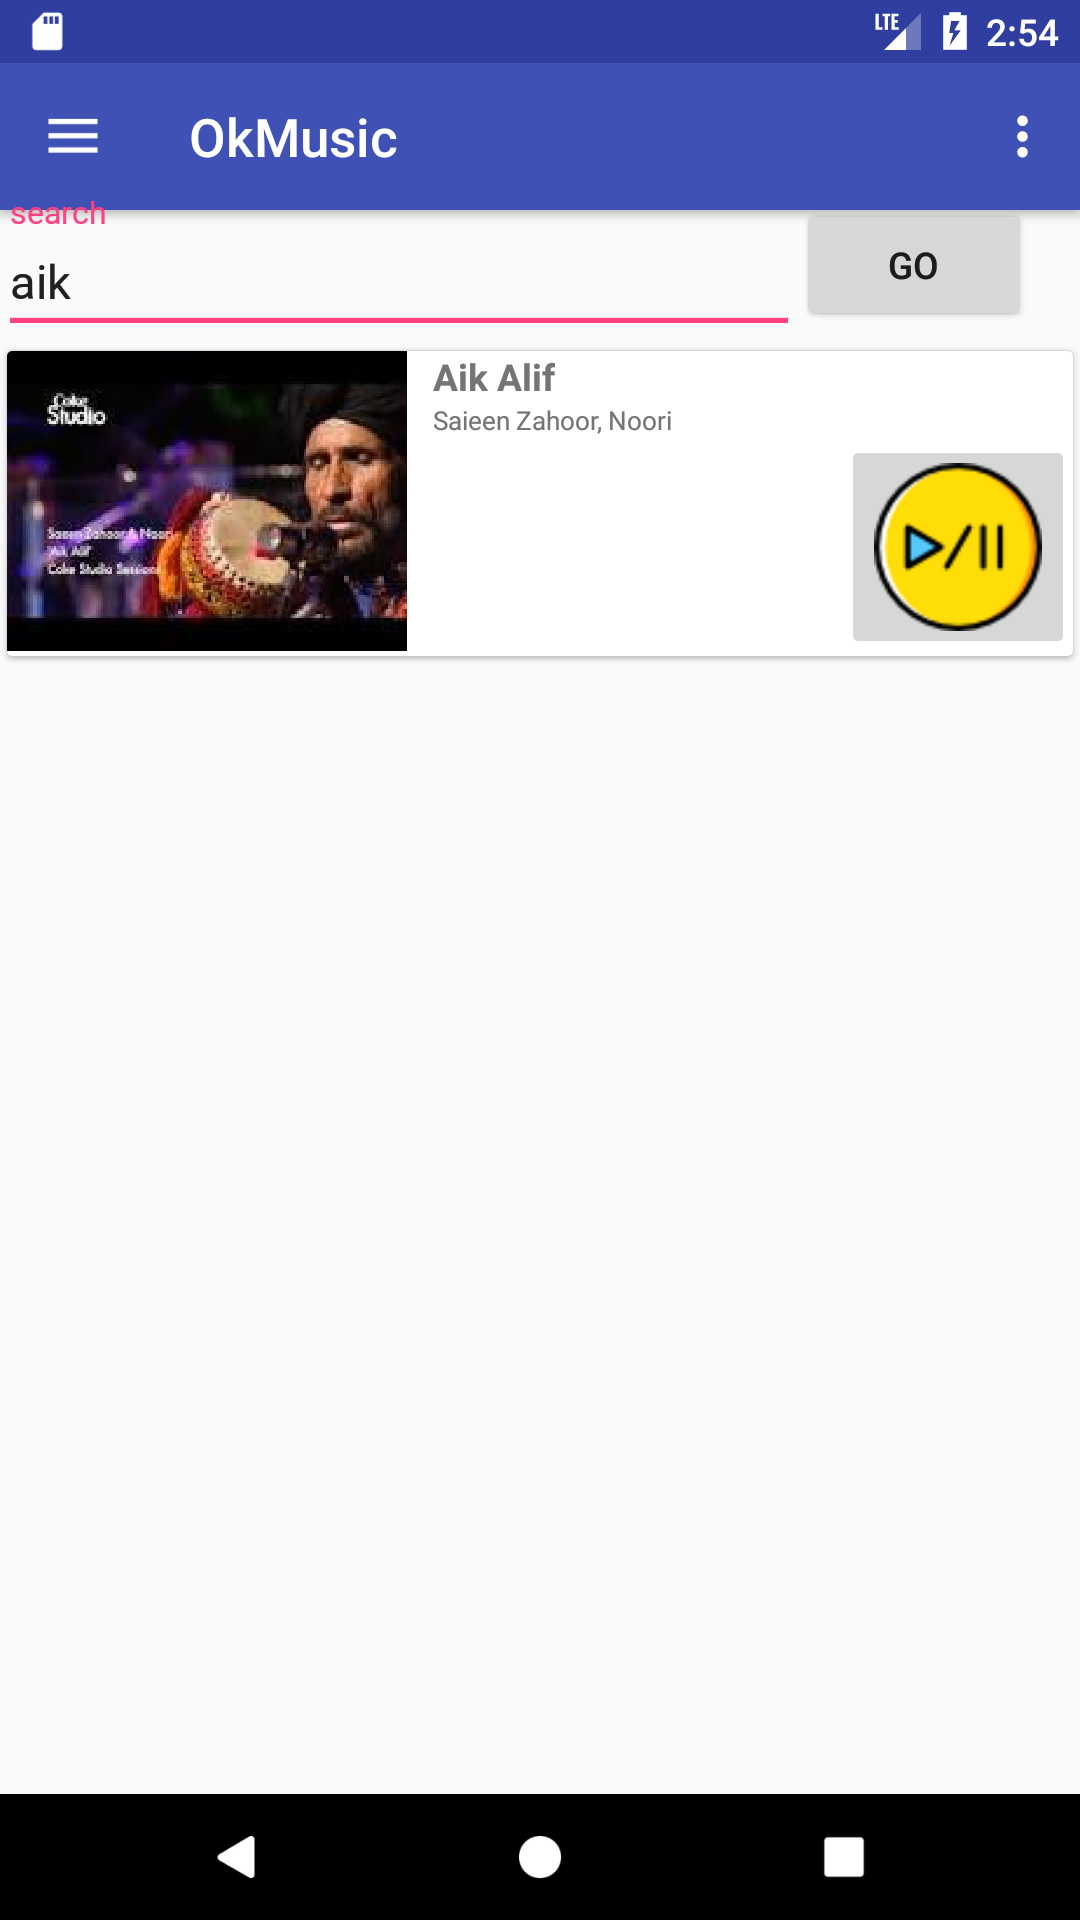 LTE 2:54
OkMusic
search
aik
GO
Coke
Studio
Saieen Zahoor & Noori
Aik Alif
Coke Studio Sessions
Aik Alif
Saieen Zahoor, Noori